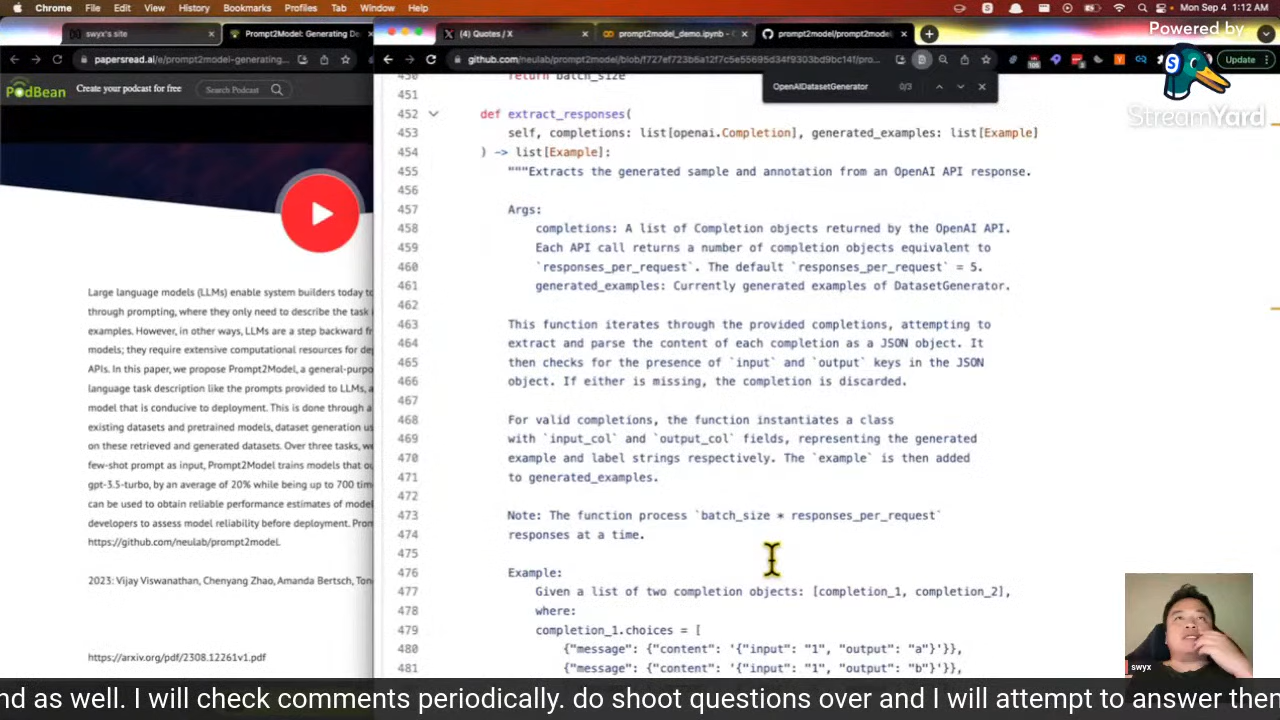 Edit View History Bookmarks Profiles Tab Window Help
Mon Sep 4 1:12 AM
swyx's site
Prompt2Model: Generating De
(4) Quotes / X
prompt2model_demo.ipynb -
prompt2model/prompt2model
papersread.ai/e/prompt2model-generating
github.com/neulab/prompt2model/blob/f727ef723b6a12f7c5e55695d34f9303bd9bc14f/pro...
Update
PodBean
Create your podcast for free
Search Podcast
OpenAIDatasetGenerator 0/3
Powered by
StreamYard
450 return batch_size
451
452 def extract_responses(
453 self, completions: list[openai.Completion], generated_examples: list[Example]
454 ) -> list[Example]:
455 """Extracts the generated sample and annotation from an OpenAI API response.
456
457 Args:
458 completions: A list of Completion objects returned by the OpenAI API.
459 Each API call returns a number of completion objects equivalent to
460 `responses_per_request`. The default `responses_per_request` = 5.
461 generated_examples: Currently generated examples of DatasetGenerator.
462
463 This function iterates through the provided completions, attempting to
464 extract and parse the content of each completion as a JSON object. It
465 then checks for the presence of `input` and `output` keys in the JSON
466 object. If either is missing, the completion is discarded.
467
468 For valid completions, the function instantiates a class
469 with `input_col` and `output_col` fields, representing the generated
470 example and label strings respectively. The `example` is then added
471 to generated_examples.
472
473 Note: The function process `batch_size * responses_per_request`
474 responses at a time.
475
476 Example:
477 Given a list of two completion objects: [completion_1, completion_2],
478 where:
479 completion_1.choices = [
480 {"message": {"content": '{"input": "1", "output": "a"}'}},
481 {"message": {"content": '{"input": "1", "output": "b"}'}},
Large language models (LLMs) enable system builders today to
through prompting, where they only need to describe the task
examples. However, in other ways, LLMs are a step backward fr
models; they require extensive computational resources for dep
APIs. In this paper, we propose Prompt2Model, a general-purpo
language task description like the prompts provided to LLMs, a
model that is conducive to deployment. This is done through a
existing datasets and pretrained models, dataset generation us
on these retrieved and generated datasets. Over three tasks, we
few-shot prompt as input, Prompt2Model trains models that ou
gpt-3.5-turbo, by an average of 20% while being up to 700 tim
can be used to obtain reliable performance estimates of model
developers to assess model reliability before deployment. Prom
https://github.com/neulab/prompt2model.
2023: Vijay Viswanathan, Chenyang Zhao, Amanda Bertsch, Ton
https://arxiv.org/pdf/2308.12261v1.pdf
swyx
nd as well. I will check comments periodically. do shoot questions over and I will attempt to answer then